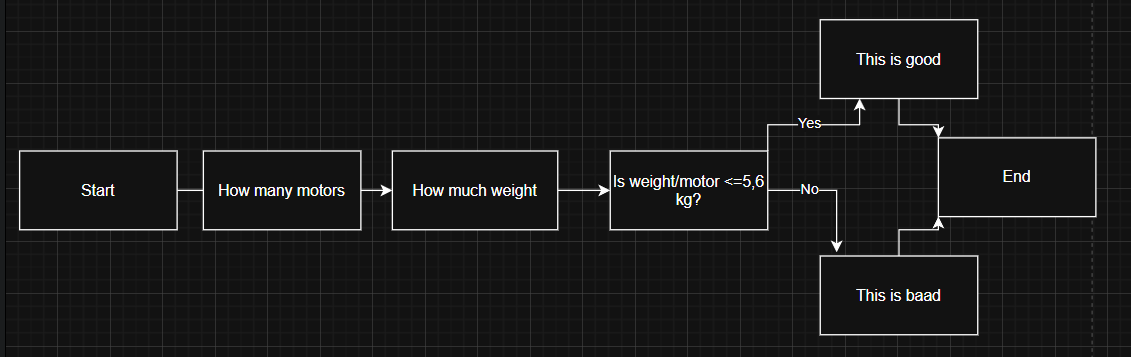 Start
How many motors
How much weight
Is weight/motor <=5,6
kg?
Yes
No
This is good
This is baad
End